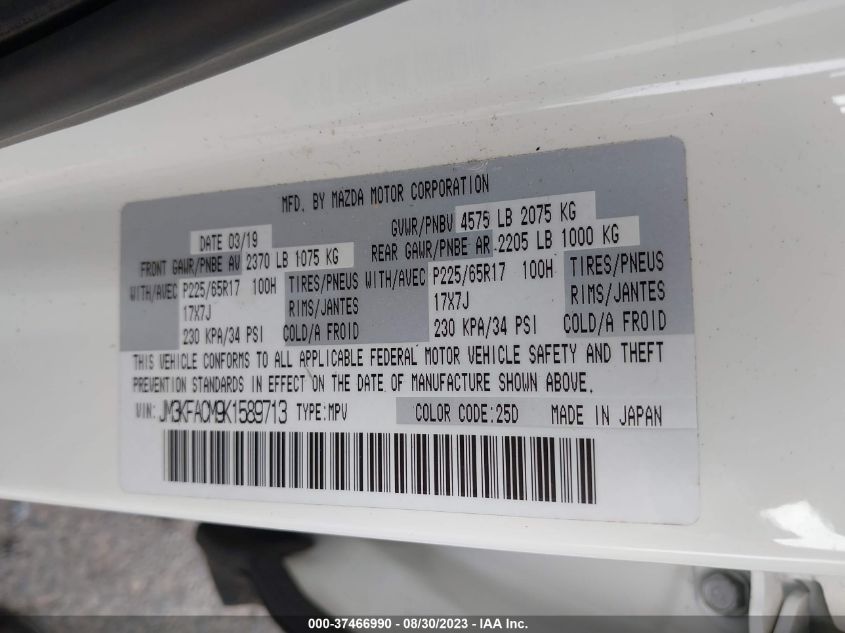 MFD. BY MAZDA MOTOR CORPORATION
DATE 03/19 GVWR/PNBV 4575 LB 2075 KG
FRONT GAWR/PNBE AV 2370 LB 1075 KG REAR GAWR/PNBE AR 2205 LB 1000 KG
WITH/AVEC P225/65R17 100H TIRES/PNEUS WITH/AVEC P225/65R17 100H TIRES/PNEUS
17X7J RIMS/JANTES 17X7J RIMS/JANTES
230 KPA/34 PSI COLD/A FROID 230 KPA/34 PSI COLD/A FROID
THIS VEHICLE CONFORMS TO ALL APPLICABLE FEDERAL MOTOR VEHICLE SAFETY AND THEFT
PREVENTION STANDARDS IN EFFECT ON THE DATE OF MANUFACTURE SHOWN ABOVE.
VIN: JM3KFACM9K1589713 TYPE:MPV COLOR CODE:25D MADE IN JAPAN
000-37466990 - 08/30/2023 - IAA Inc.